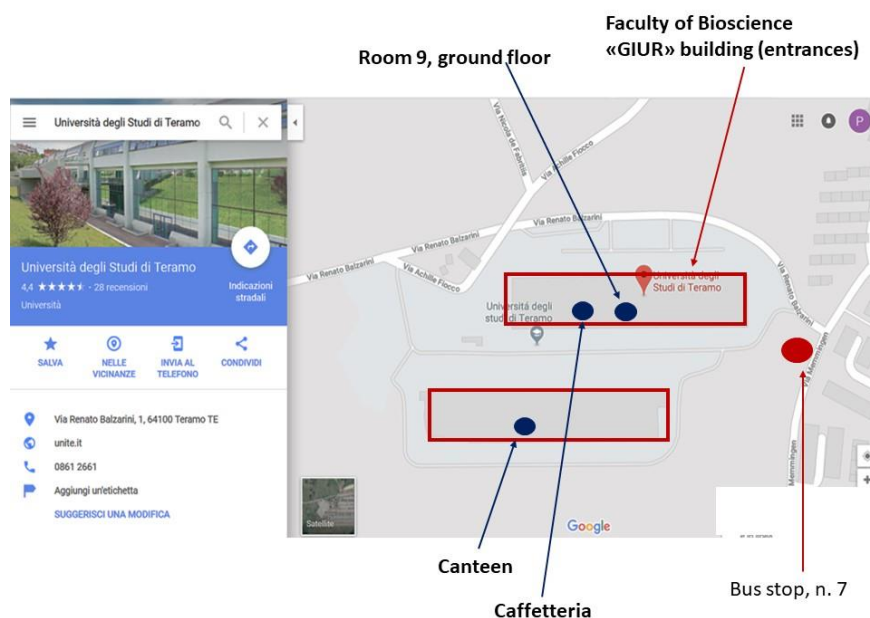 Faculty of Bioscience
«GIUR» building (entrances)
Room 9, ground floor
Università degli Studi di Teramo
Università degli Studi di Teramo
4,4 - 28 recensioni
Università
Indicazioni
stradali
SALVA
NELLE
VICINANZE
INVIA AL
TELEFONO
CONDIVIDI
Via Renato Balzarini, 1, 64100 Teramo TE
unite.it
0861 2661
Aggiungi un'etichetta
SUGGERISCI UNA MODIFICA
Via Nicola de Fabritiis
Via Achille Fiocco
Via Renato Balzarini
Via Renato Balzarini
Via Renato Balzarini
Via Achille Fiocco
Via Renato Balzarini
Università degli
Studi di Teramo
Università degli
studi di Teramo
Via Memmingen
Memmingen
P
Satellite
Google
Canteen
Caffetteria
Bus stop, n. 7